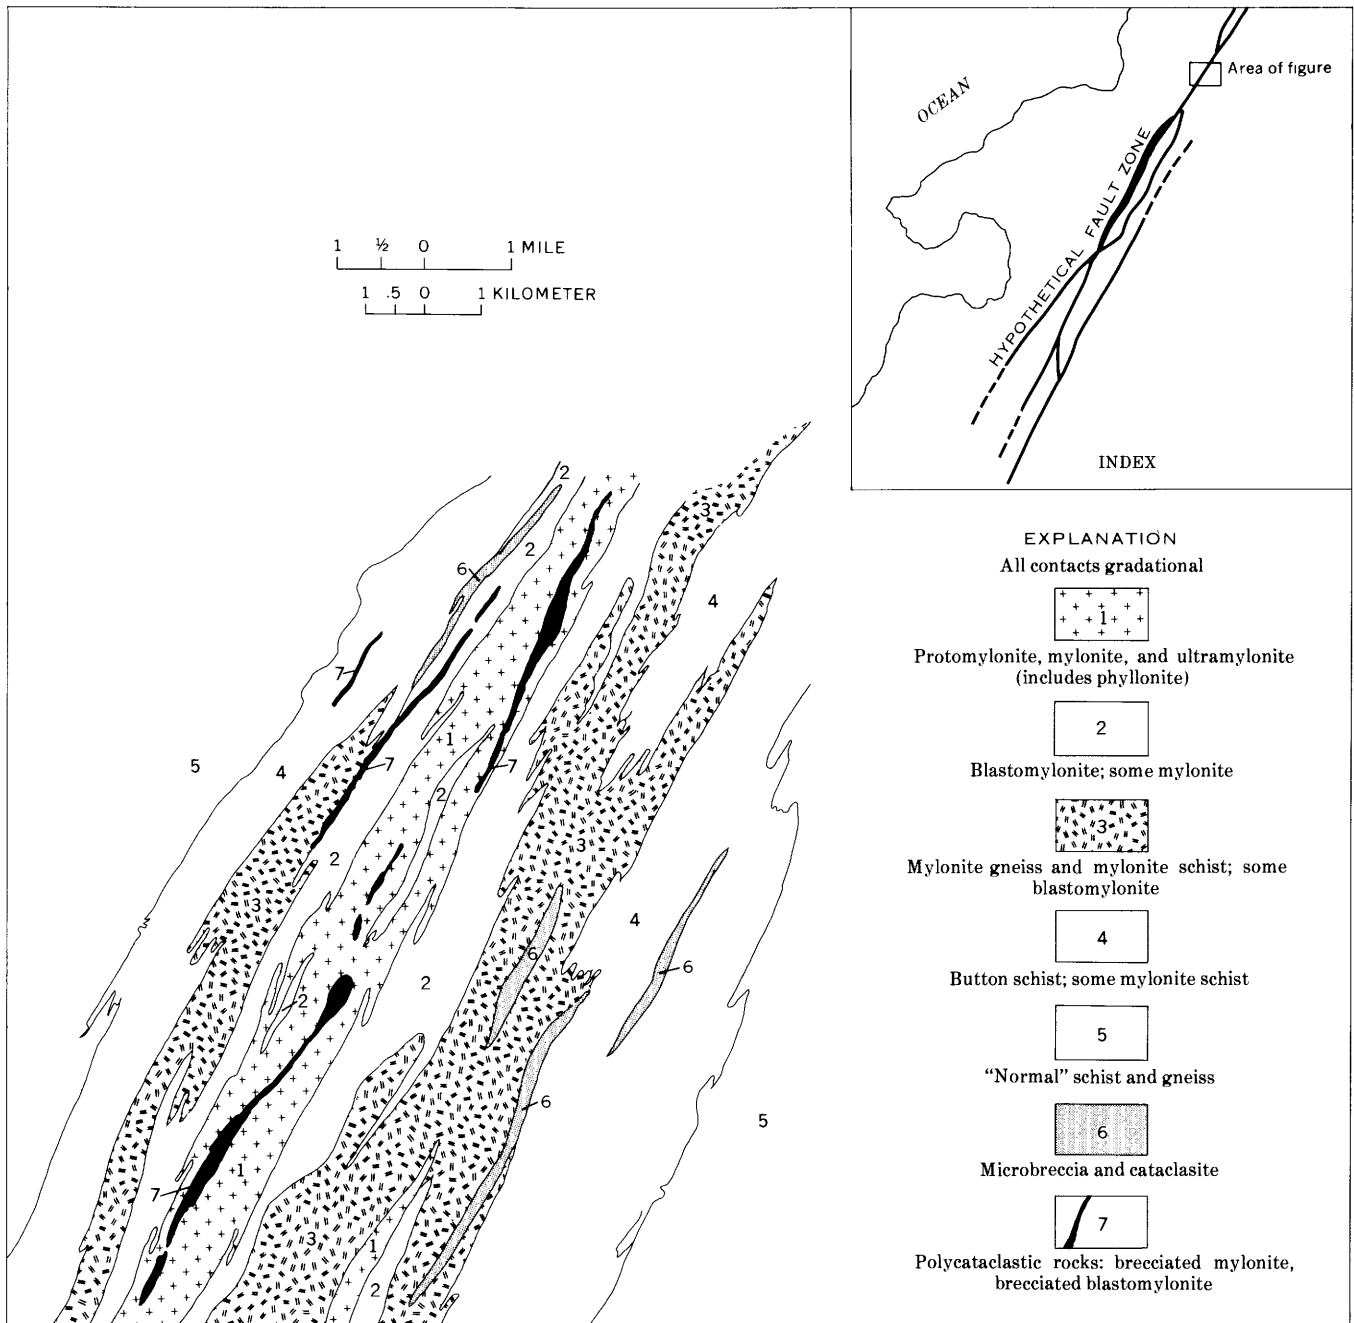 OCEAN
Area of figure
HYPOTHETICAL FAULT ZONE
INDEX
1 ½ 0 1 MILE
1 .5 0 1 KILOMETER
2
3
2
6
4
7
1
5
4
7
7
2
3
2
3
4
6
6
2
2
6
5
1
7
3
1
2
EXPLANATION
All contacts gradational
1
Protomylonite, mylonite, and ultramylonite
(includes phyllonite)
2
Blastomylonite; some mylonite
3
Mylonite gneiss and mylonite schist; some
blastomylonite
4
Button schist; some mylonite schist
5
"Normal" schist and gneiss
6
Microbreccia and cataclasite
7
Polycataclastic rocks: brecciated mylonite,
brecciated blastomylonite